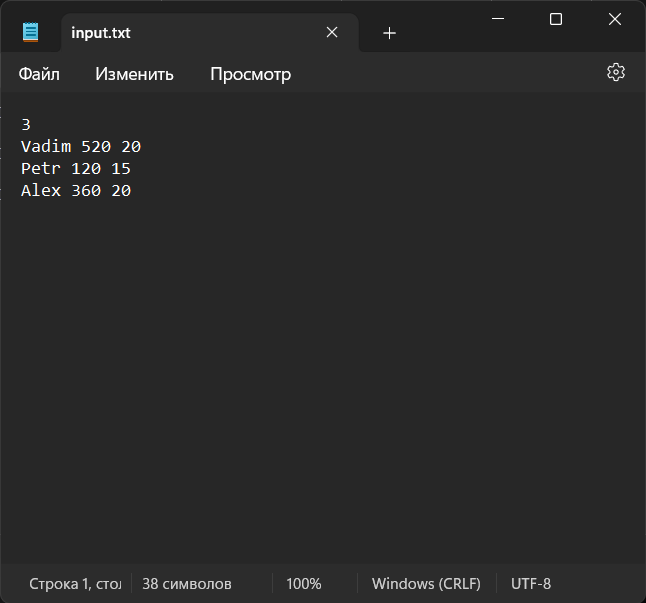 input.txt
Файл Изменить Просмотр
3
Vadim 520 20
Petr 120 15
Alex 360 20
Строка 1, 38 символов 100% Windows (CRLF) UTF-8